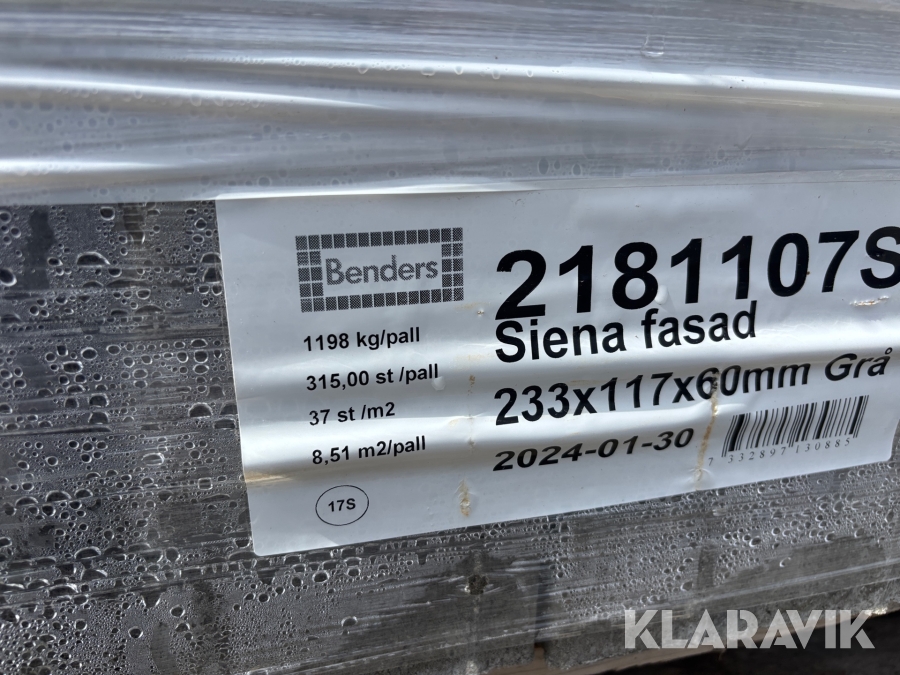 Benders
2181107S
Siena fasad
233x117x60mm Grå
2024-01-30
1198 kg/pall
315,00 st /pall
37 st /m2
8,51 m2/pall
17S
7 332897 130885
KLARAVIK